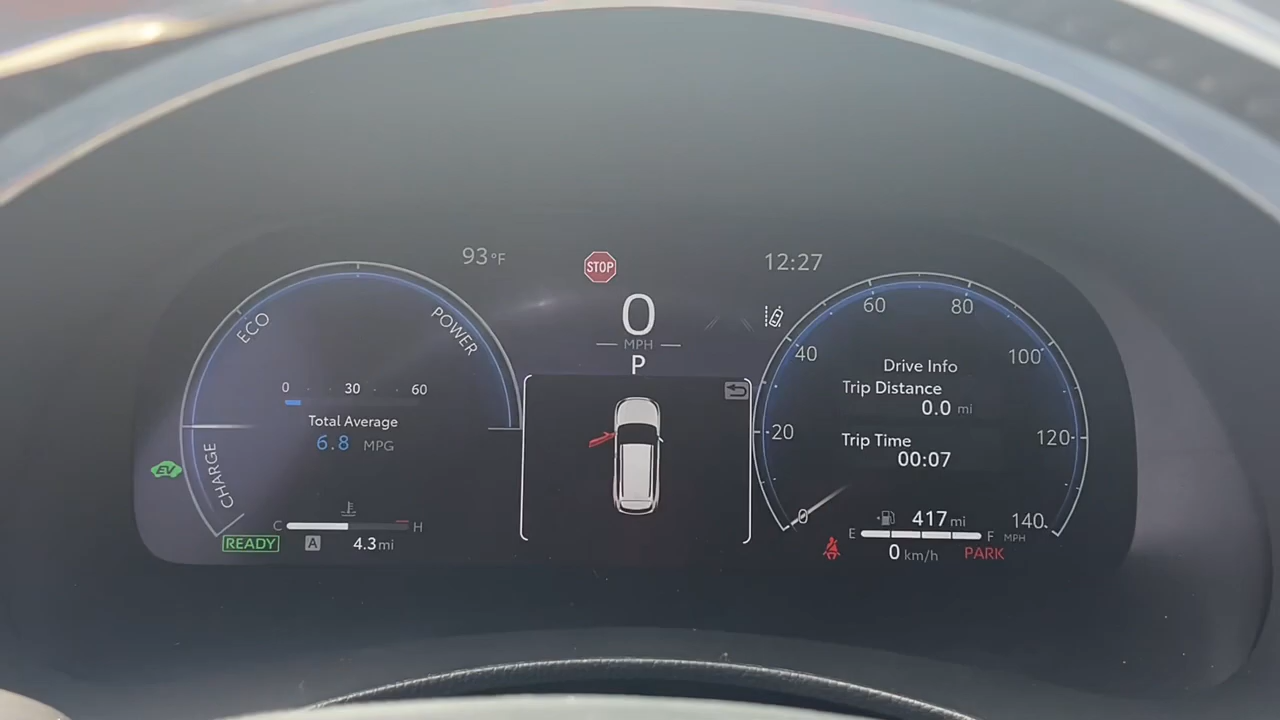 93°F
STOP
12:27
0
MPH
P
ECO
POWER
CHARGE
0 30 60
Total Average
6.8 MPG
EV
C H
READY A 4.3 mi
0
20
40
60
80
100
120
140
MPH
Drive Info
Trip Distance
0.0 mi
Trip Time
00:07
417 mi
E F
0 km/h PARK